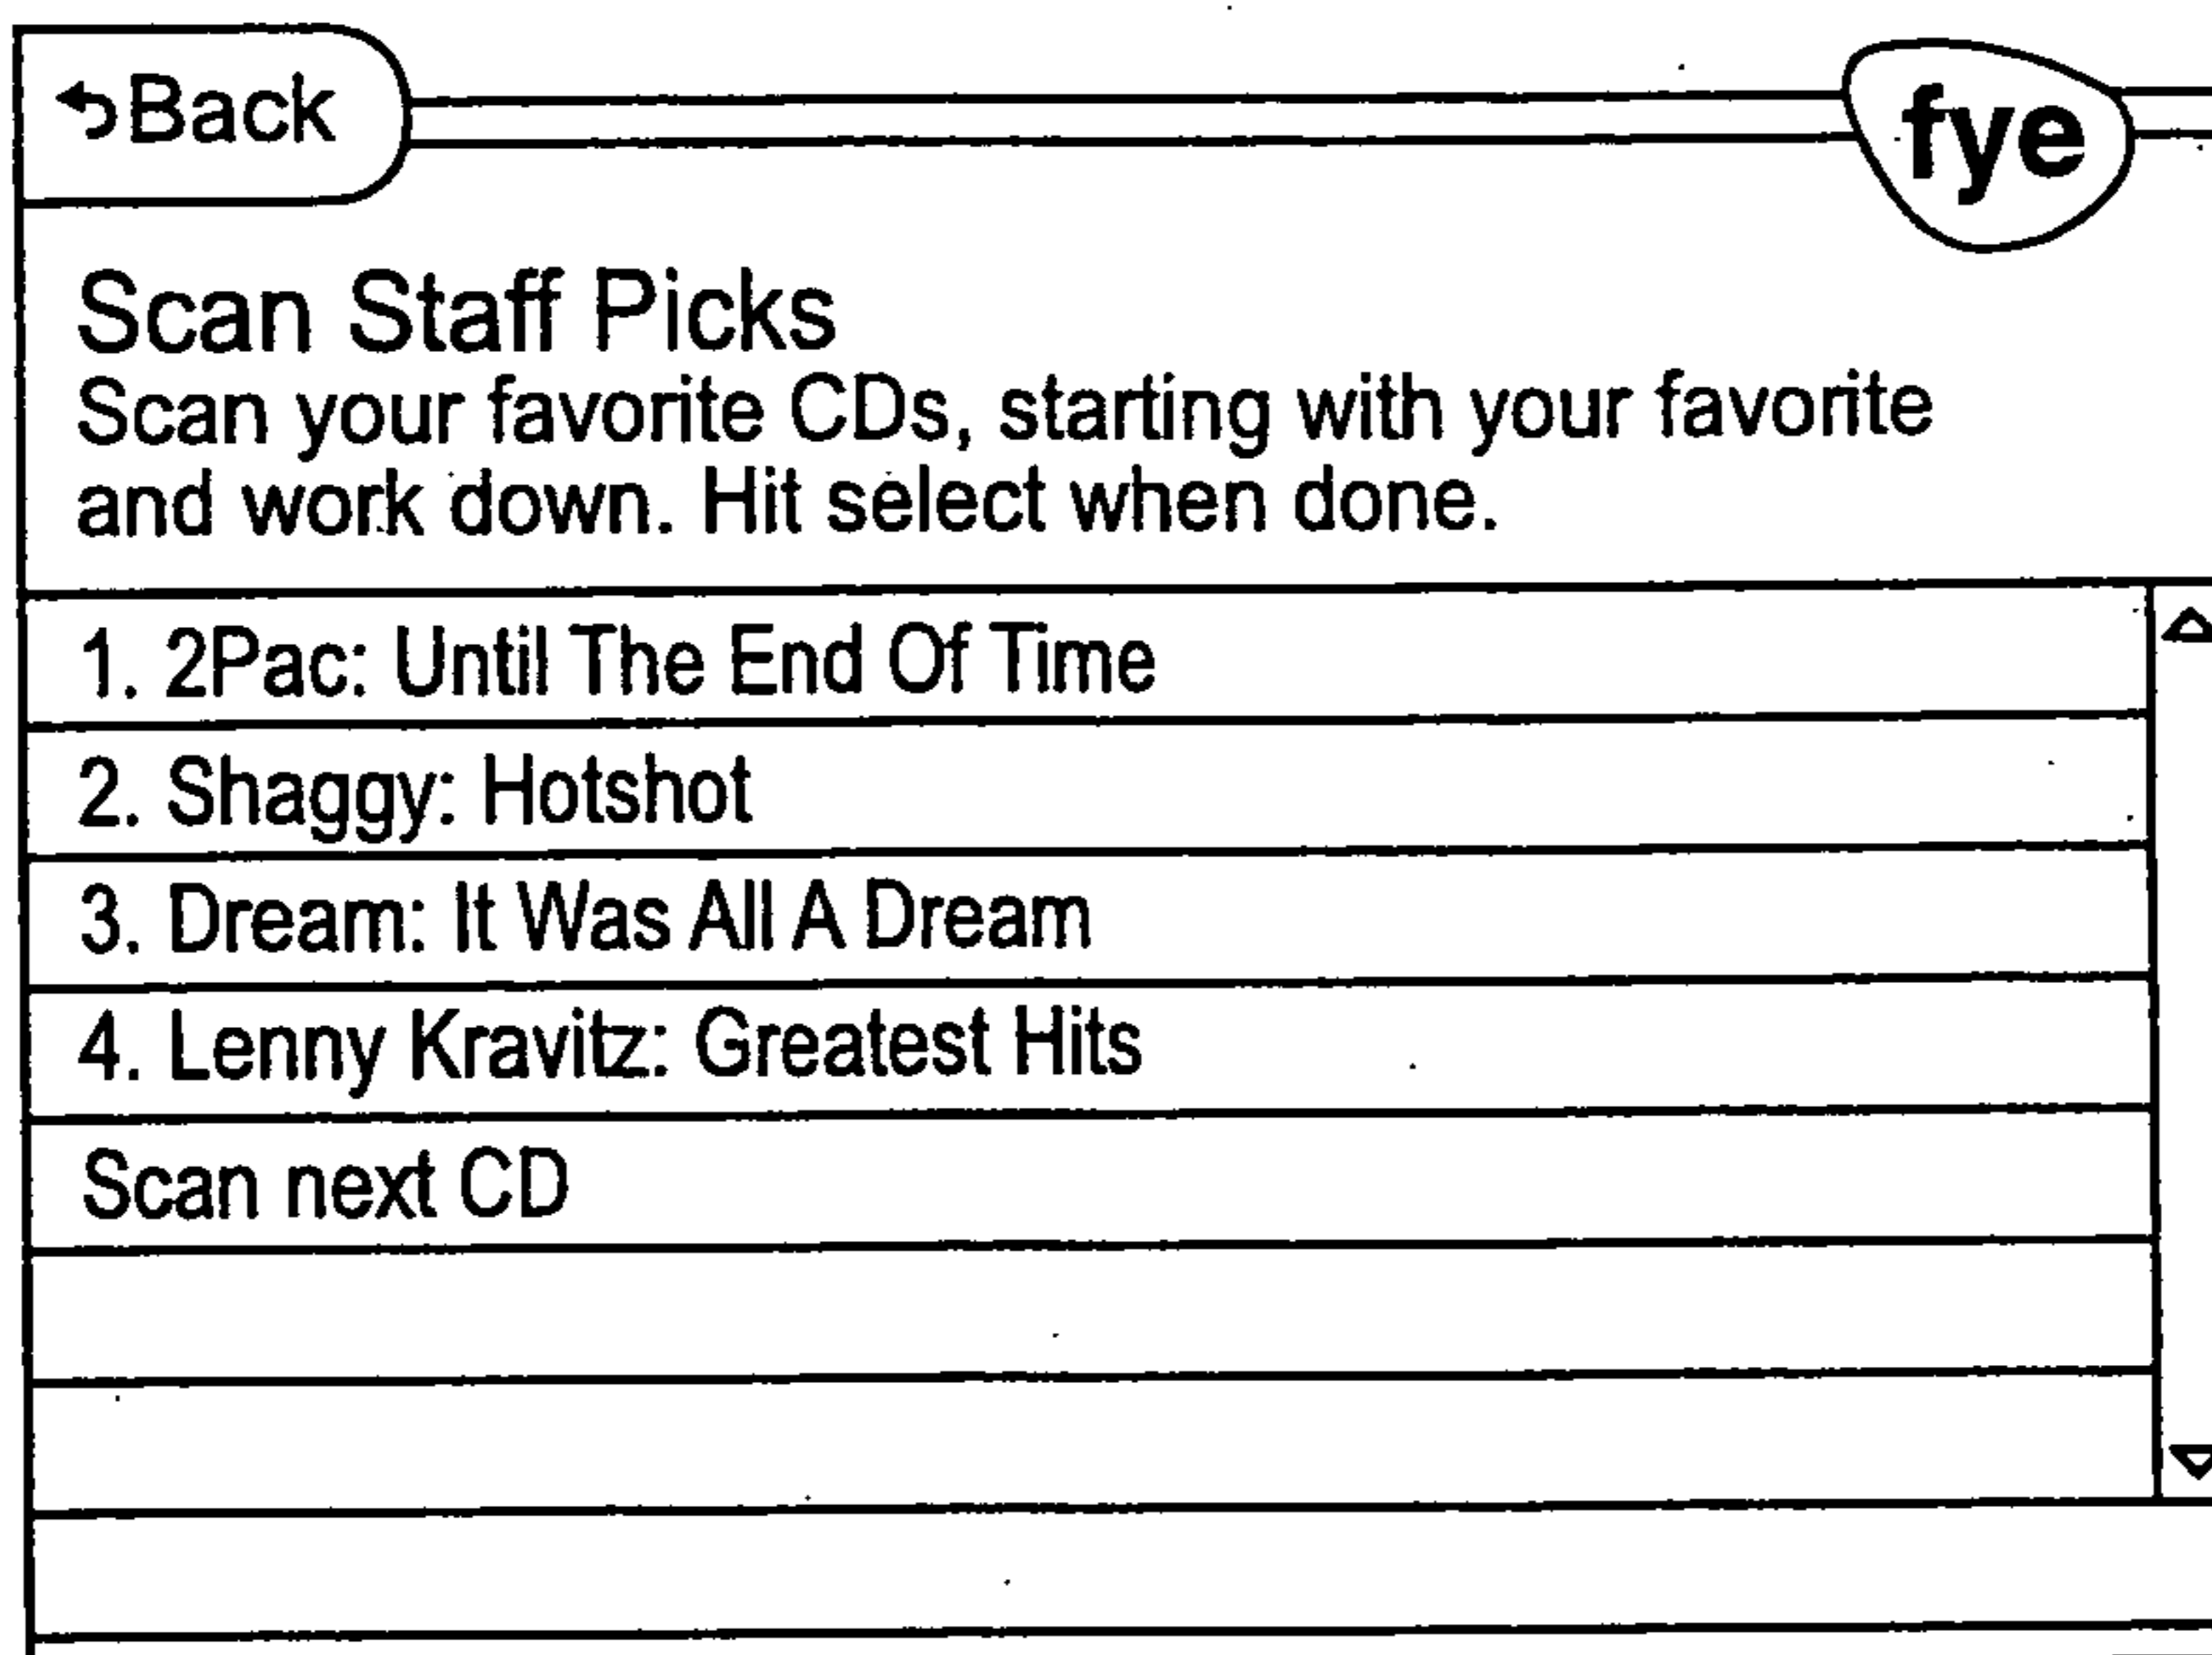 Back
fye
Scan Staff Picks
Scan your favorite CDs, starting with your favorite
and work down. Hit select when done.
1. 2Pac: Until The End Of Time
2. Shaggy: Hotshot
3. Dream: It Was All A Dream
4. Lenny Kravitz: Greatest Hits
Scan next CD